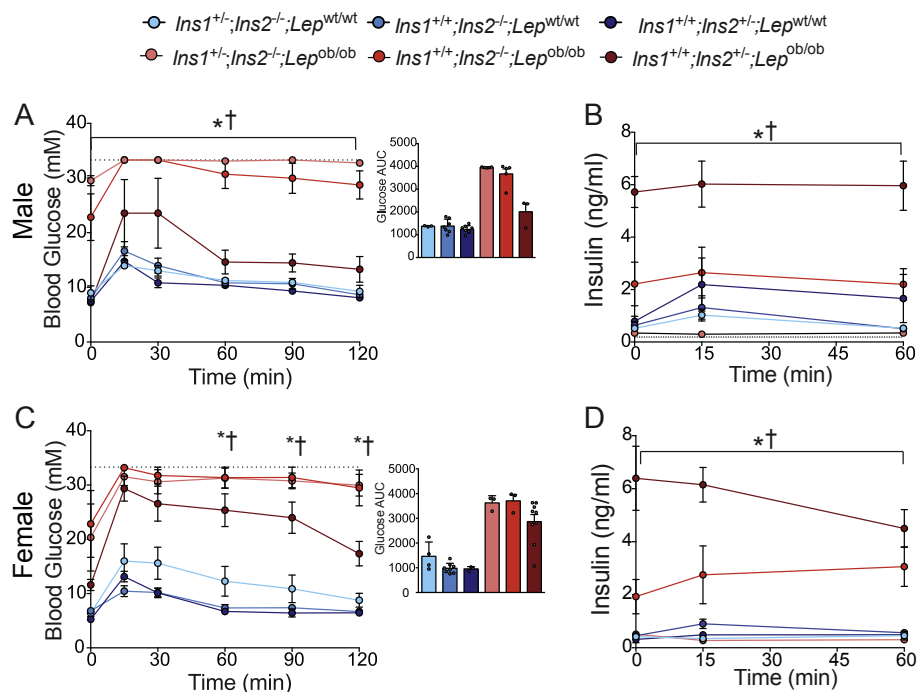 Ins1+/-;Ins2-/-;Lepwt/wt Ins1+/+;Ins2-/-;Lepwt/wt Ins1+/+;Ins2+/-;Lepwt/wt
Ins1+/-;Ins2-/-;Lepob/ob Ins1+/+;Ins2-/-;Lepob/ob Ins1+/+;Ins2+/-;Lepob/ob
A
Male
Blood Glucose (mM)
40
30
20
10
0
*†
0 30 60 90 120
Time (min)
Glucose AUC
5000
4000
3000
2000
1000
0
B
Insulin (ng/ml)
8
6
4
2
0
*†
0 15 30 45 60
Time (min)
C
Female
Blood Glucose (mM)
40
30
20
10
0
*† *† *†
0 30 60 90 120
Time (min)
Glucose AUC
5000
4000
3000
2000
1000
0
D
Insulin (ng/ml)
8
6
4
2
0
*†
0 15 30 45 60
Time (min)